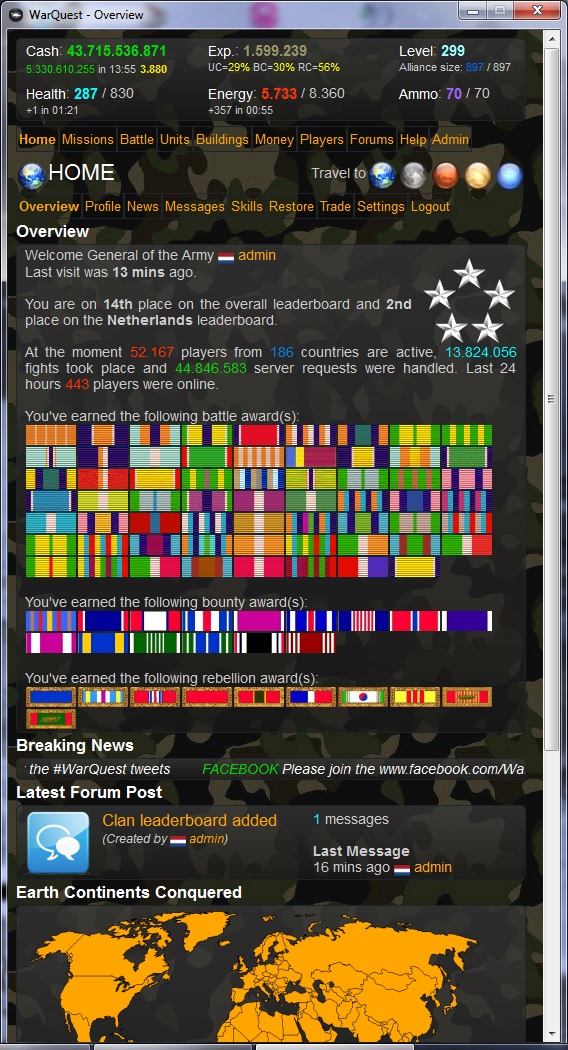 WarQuest - Overview
Cash: 43.715.536.871 Exp.: 1.599.239 Level: 299
5.330.610.255 in 13:55 3.880 UC=29% BC=30% RC=56% Alliance size: 897 / 897
Health: 287 / 830 Energy: 5.733 / 8.360 Ammo: 70 / 70
+1 in 01:21 +357 in 00:55
Home Missions Battle Units Buildings Money Players Forums Help Admin
HOME Travel to
Overview Profile News Messages Skills Restore Trade Settings Logout
Overview
Welcome General of the Army admin
Last visit was 13 mins ago.
You are on 14th place on the overall leaderboard and 2nd
place on the Netherlands leaderboard.
At the moment 52.167 players from 186 countries are active, 13.824.056
fights took place and 44.846.583 server requests were handled. Last 24
hours 443 players were online.
You've earned the following battle award(s):
You've earned the following bounty award(s):
You've earned the following rebellion award(s):
Breaking News
the #WarQuest tweets FACEBOOK Please join the www.facebook.com/Wa
Latest Forum Post
Clan leaderboard added 1 messages
(Created by admin)
Last Message
16 mins ago admin
Earth Continents Conquered